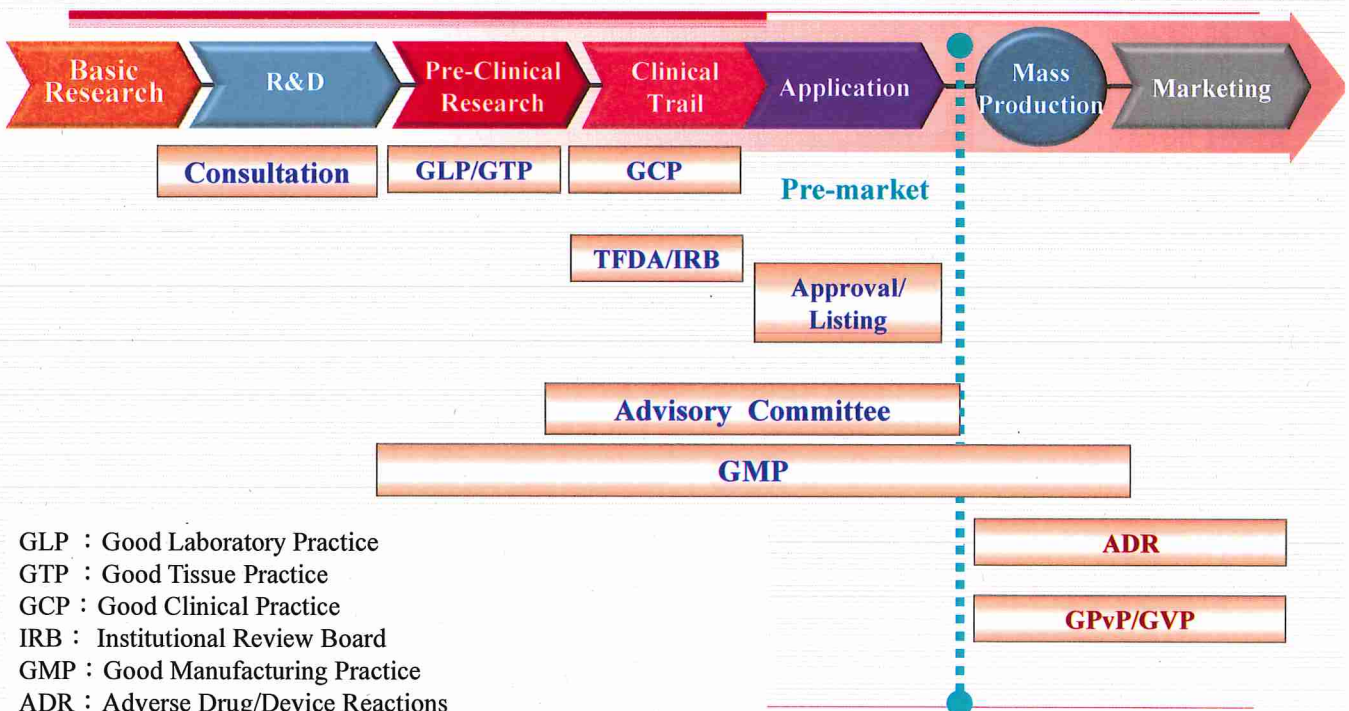 Basic
Research
R&D
Pre-Clinical
Research
Clinical
Trail
Application
Mass
Production
Marketing
Consultation
GLP/GTP
GCP
Pre-market
TFDA/IRB
Approval/
Listing
Advisory Committee
GMP
ADR
GPvP/GVP
GLP：Good Laboratory Practice
GTP：Good Tissue Practice
GCP：Good Clinical Practice
IRB： Institutional Review Board
GMP：Good Manufacturing Practice
ADR：Adverse Drug/Device Reactions